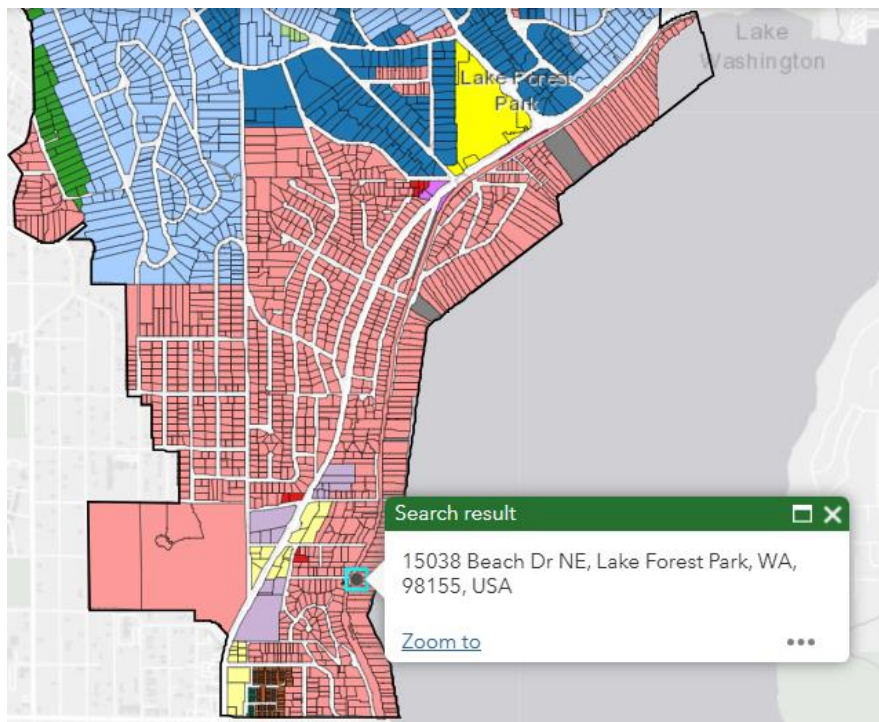 Lake
Washington
Lake Forest
Park
Search result
15038 Beach Dr NE, Lake Forest Park, WA,
98155, USA
Zoom to